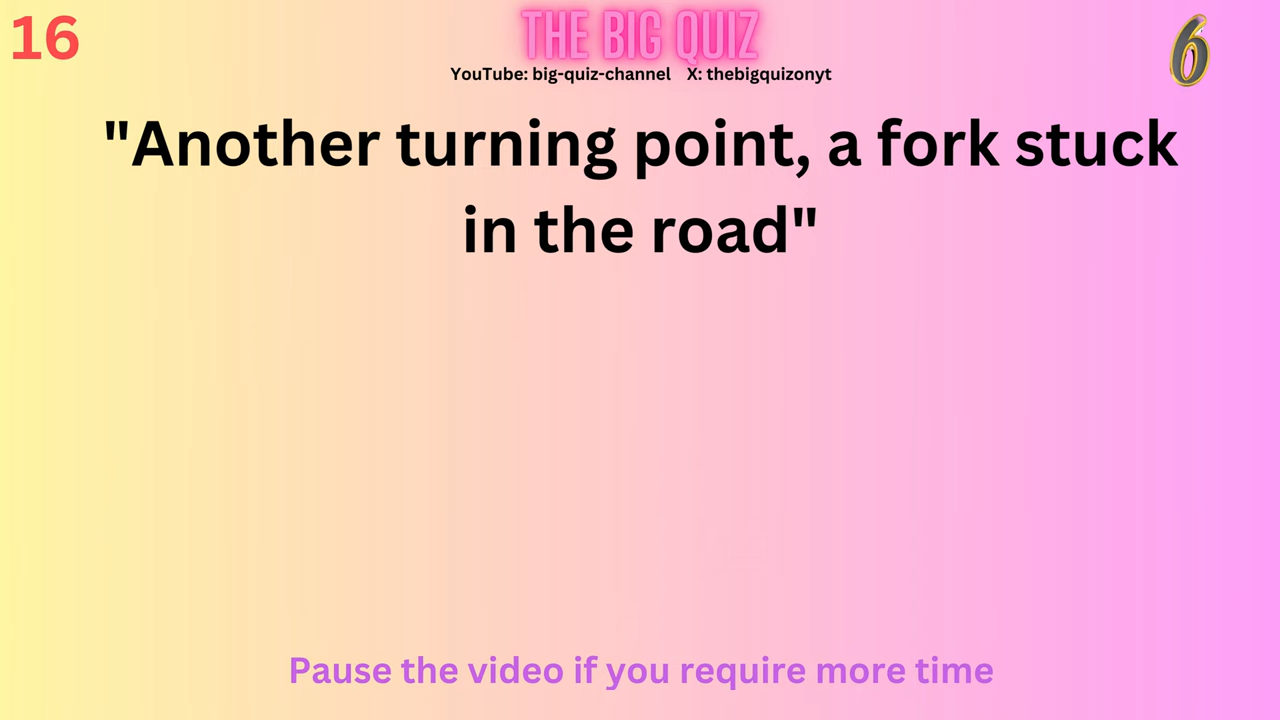 16
THE BIG QUIZ
6
YouTube: big-quiz-channel X: thebigquizonyt
"Another turning point, a fork stuck
in the road"
Pause the video if you require more time